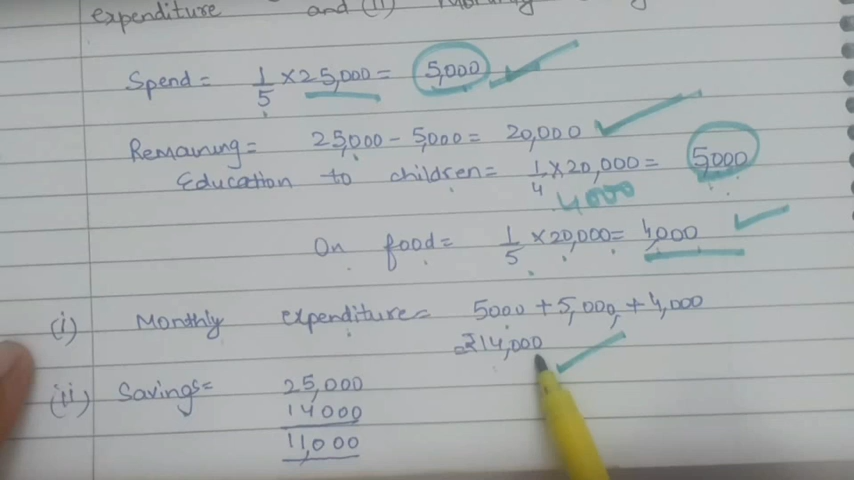 expenditure and (ii)
Spend = 1/5 × 25,000 = 5,000
Remaining = 25,000 - 5,000 = 20,000
Education to children = 1/4 × 20,000 = 5,000
4000
On food = 1/5 × 20,000 = 4,000
(i) Monthly expenditure = 5000 + 5,000 + 4,000
= ₹14,000
(ii) Savings = 25,000
14000
11,000